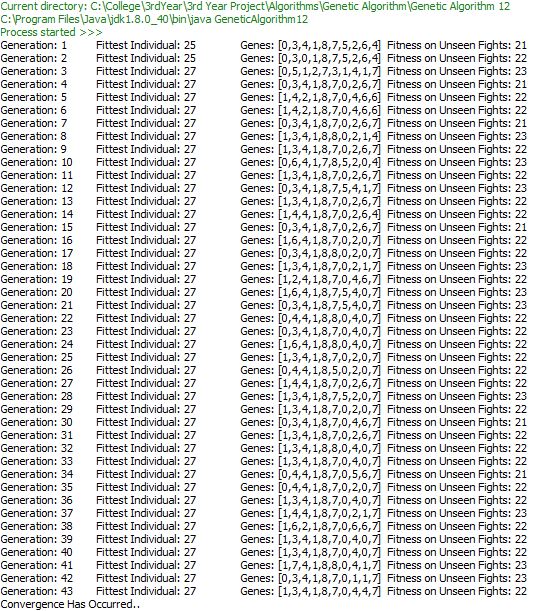 Current directory: C:\College\3rdYear\3rd Year Project\Algorithms\Genetic Algorithm\Genetic Algorithm 12
C:\Program Files\Java\jdk1.8.0_40\bin\java GeneticAlgorithm12
Process started >>>
Generation: 1 Fittest Individual: 25 Genes: [0,3,4,1,8,7,5,2,6,4] Fitness on Unseen Fights: 21
Generation: 2 Fittest Individual: 25 Genes: [0,3,0,1,8,7,5,2,6,4] Fitness on Unseen Fights: 22
Generation: 3 Fittest Individual: 27 Genes: [0,5,1,2,7,3,1,4,1,7] Fitness on Unseen Fights: 23
Generation: 4 Fittest Individual: 27 Genes: [0,3,4,1,8,7,0,2,6,7] Fitness on Unseen Fights: 21
Generation: 5 Fittest Individual: 27 Genes: [1,4,2,1,8,7,0,4,6,6] Fitness on Unseen Fights: 22
Generation: 6 Fittest Individual: 27 Genes: [1,4,2,1,8,7,0,4,6,6] Fitness on Unseen Fights: 22
Generation: 7 Fittest Individual: 27 Genes: [0,3,4,1,8,7,0,2,6,7] Fitness on Unseen Fights: 21
Generation: 8 Fittest Individual: 27 Genes: [1,3,4,1,8,8,0,2,1,4] Fitness on Unseen Fights: 23
Generation: 9 Fittest Individual: 27 Genes: [1,3,4,1,8,7,0,2,6,7] Fitness on Unseen Fights: 22
Generation: 10 Fittest Individual: 27 Genes: [0,6,4,1,7,8,5,2,0,4] Fitness on Unseen Fights: 23
Generation: 11 Fittest Individual: 27 Genes: [1,3,4,1,8,7,0,2,6,7] Fitness on Unseen Fights: 22
Generation: 12 Fittest Individual: 27 Genes: [0,3,4,1,8,7,5,4,1,7] Fitness on Unseen Fights: 23
Generation: 13 Fittest Individual: 27 Genes: [1,3,4,1,8,7,0,2,6,7] Fitness on Unseen Fights: 22
Generation: 14 Fittest Individual: 27 Genes: [1,4,4,1,8,7,0,2,6,4] Fitness on Unseen Fights: 22
Generation: 15 Fittest Individual: 27 Genes: [0,3,4,1,8,7,0,2,6,7] Fitness on Unseen Fights: 21
Generation: 16 Fittest Individual: 27 Genes: [1,6,4,1,8,7,0,2,0,7] Fitness on Unseen Fights: 22
Generation: 17 Fittest Individual: 27 Genes: [0,3,4,1,8,8,0,2,0,7] Fitness on Unseen Fights: 22
Generation: 18 Fittest Individual: 27 Genes: [1,3,4,1,8,7,0,2,1,7] Fitness on Unseen Fights: 23
Generation: 19 Fittest Individual: 27 Genes: [1,2,4,1,8,7,0,4,6,7] Fitness on Unseen Fights: 22
Generation: 20 Fittest Individual: 27 Genes: [1,6,4,1,8,7,5,4,0,7] Fitness on Unseen Fights: 23
Generation: 21 Fittest Individual: 27 Genes: [0,3,4,1,8,7,5,4,0,7] Fitness on Unseen Fights: 23
Generation: 22 Fittest Individual: 27 Genes: [0,4,4,1,8,8,0,4,0,7] Fitness on Unseen Fights: 22
Generation: 23 Fittest Individual: 27 Genes: [0,3,4,1,8,7,0,4,0,7] Fitness on Unseen Fights: 22
Generation: 24 Fittest Individual: 27 Genes: [1,6,4,1,8,8,0,4,0,7] Fitness on Unseen Fights: 22
Generation: 25 Fittest Individual: 27 Genes: [1,3,4,1,8,7,0,2,0,7] Fitness on Unseen Fights: 22
Generation: 26 Fittest Individual: 27 Genes: [0,4,4,1,8,5,0,2,0,7] Fitness on Unseen Fights: 22
Generation: 27 Fittest Individual: 27 Genes: [1,4,4,1,8,7,0,2,6,7] Fitness on Unseen Fights: 22
Generation: 28 Fittest Individual: 27 Genes: [1,3,4,1,8,7,5,2,0,7] Fitness on Unseen Fights: 23
Generation: 29 Fittest Individual: 27 Genes: [1,3,4,1,8,7,0,2,0,7] Fitness on Unseen Fights: 22
Generation: 30 Fittest Individual: 27 Genes: [0,3,4,1,8,7,0,4,6,7] Fitness on Unseen Fights: 21
Generation: 31 Fittest Individual: 27 Genes: [1,3,4,1,8,7,0,2,6,7] Fitness on Unseen Fights: 22
Generation: 32 Fittest Individual: 27 Genes: [1,3,4,1,8,8,0,4,0,7] Fitness on Unseen Fights: 22
Generation: 33 Fittest Individual: 27 Genes: [1,3,4,1,8,7,0,4,0,7] Fitness on Unseen Fights: 22
Generation: 34 Fittest Individual: 27 Genes: [0,4,4,1,8,7,0,5,6,7] Fitness on Unseen Fights: 21
Generation: 35 Fittest Individual: 27 Genes: [0,4,4,1,8,7,0,2,0,7] Fitness on Unseen Fights: 22
Generation: 36 Fittest Individual: 27 Genes: [1,3,4,1,8,7,0,4,0,7] Fitness on Unseen Fights: 22
Generation: 37 Fittest Individual: 27 Genes: [1,4,4,1,8,7,0,2,1,7] Fitness on Unseen Fights: 23
Generation: 38 Fittest Individual: 27 Genes: [1,6,2,1,8,7,0,6,6,7] Fitness on Unseen Fights: 22
Generation: 39 Fittest Individual: 27 Genes: [1,3,4,1,8,7,0,4,0,7] Fitness on Unseen Fights: 22
Generation: 40 Fittest Individual: 27 Genes: [1,3,4,1,8,7,0,4,0,7] Fitness on Unseen Fights: 22
Generation: 41 Fittest Individual: 27 Genes: [1,7,4,1,8,8,0,4,1,7] Fitness on Unseen Fights: 23
Generation: 42 Fittest Individual: 27 Genes: [0,3,4,1,8,7,0,1,1,7] Fitness on Unseen Fights: 23
Generation: 43 Fittest Individual: 27 Genes: [1,3,4,1,8,7,0,4,4,7] Fitness on Unseen Fights: 22
Convergence Has Occurred..